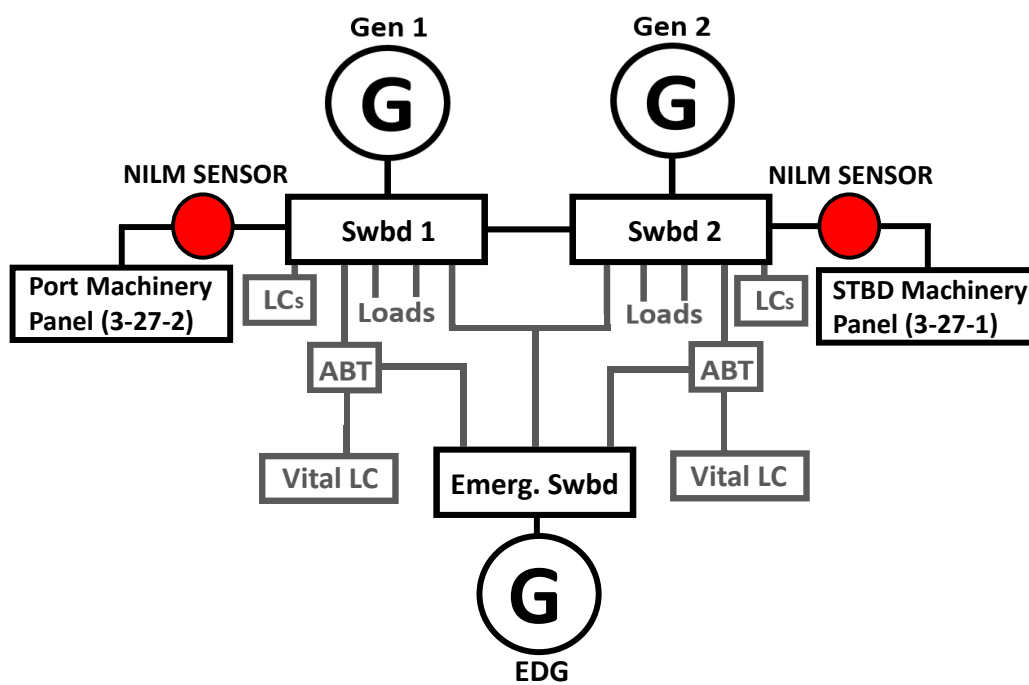 Gen 1
Gen 2
G
G
NILM SENSOR
NILM SENSOR
Swbd 1
Swbd 2
Port Machinery
Panel (3-27-2)
LCs
Loads
Loads
LCs
STBD Machinery
Panel (3-27-1)
ABT
ABT
Vital LC
Emerg. Swbd
Vital LC
G
EDG